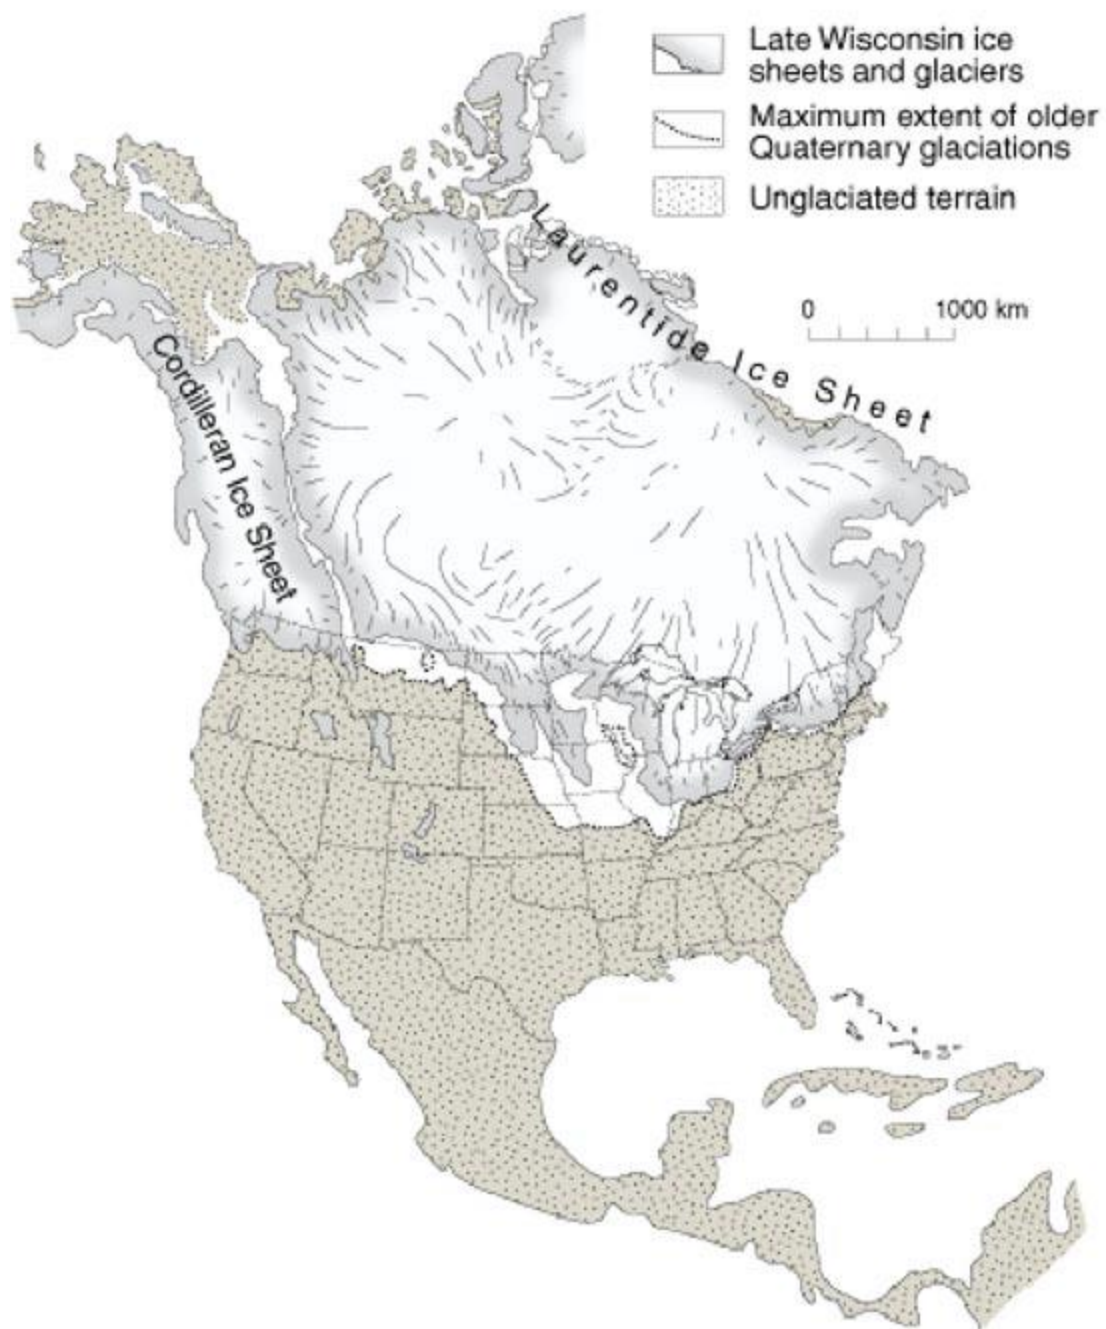 Late Wisconsin ice
sheets and glaciers
Maximum extent of older
Quaternary glaciations
Unglaciated terrain
0 1000 km
Laurentide Ice Sheet
Cordilleran Ice Sheet